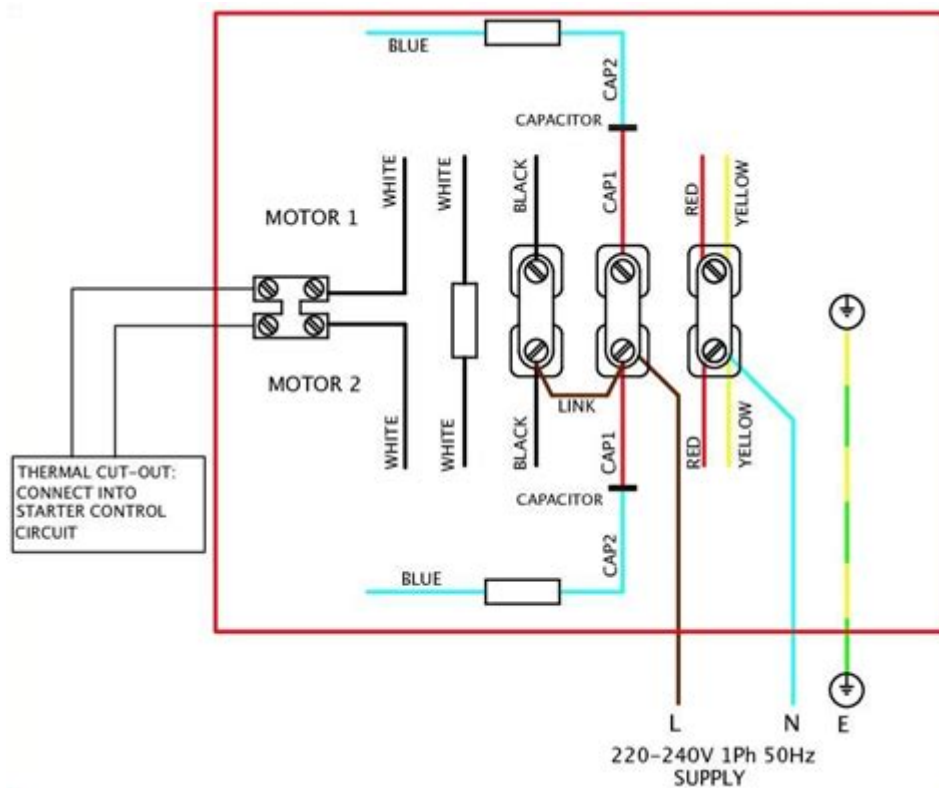 BLUE
CAP2
CAPACITOR
WHITE
WHITE
BLACK
CAP1
RED
YELLOW
MOTOR 1
MOTOR 2
LINK
WHITE
WHITE
BLACK
CAP1
RED
YELLOW
THERMAL CUT-OUT:
CONNECT INTO
STARTER CONTROL
CIRCUIT
CAPACITOR
CAP2
BLUE
L
N
E
220-240V 1Ph 50Hz
SUPPLY